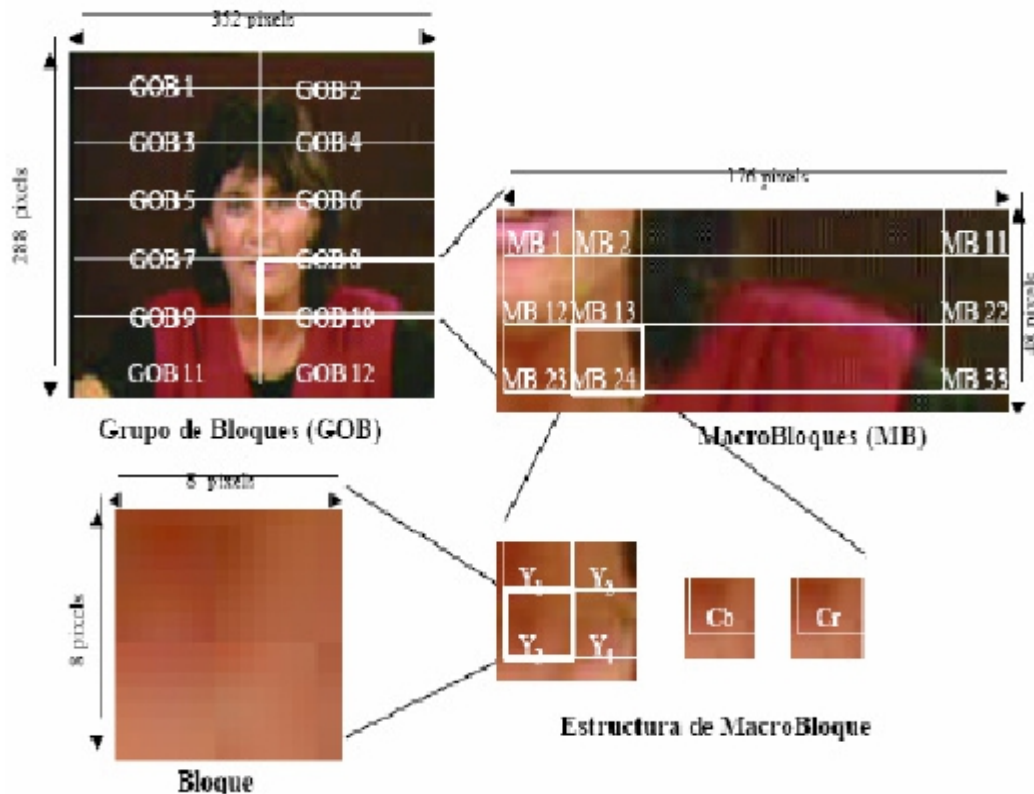 352 pixels
GOB 1 GOB 2
GOB 3 GOB 4
GOB 5 GOB 6
GOB 7 GOB 8
GOB 9 GOB 10
GOB 11 GOB 12
288 pixels
Grupo de Bloques (GOB)
176 pixels
MB 1 MB 2 MB 11
MB 12 MB 13 MB 22
MB 23 MB 24 MB 33
pixels
MacroBloques (MB)
8 pixels
8 pixels
Bloque
Y1 Y2
Y3 Y4
Cb Cr
Estructura de MacroBloque